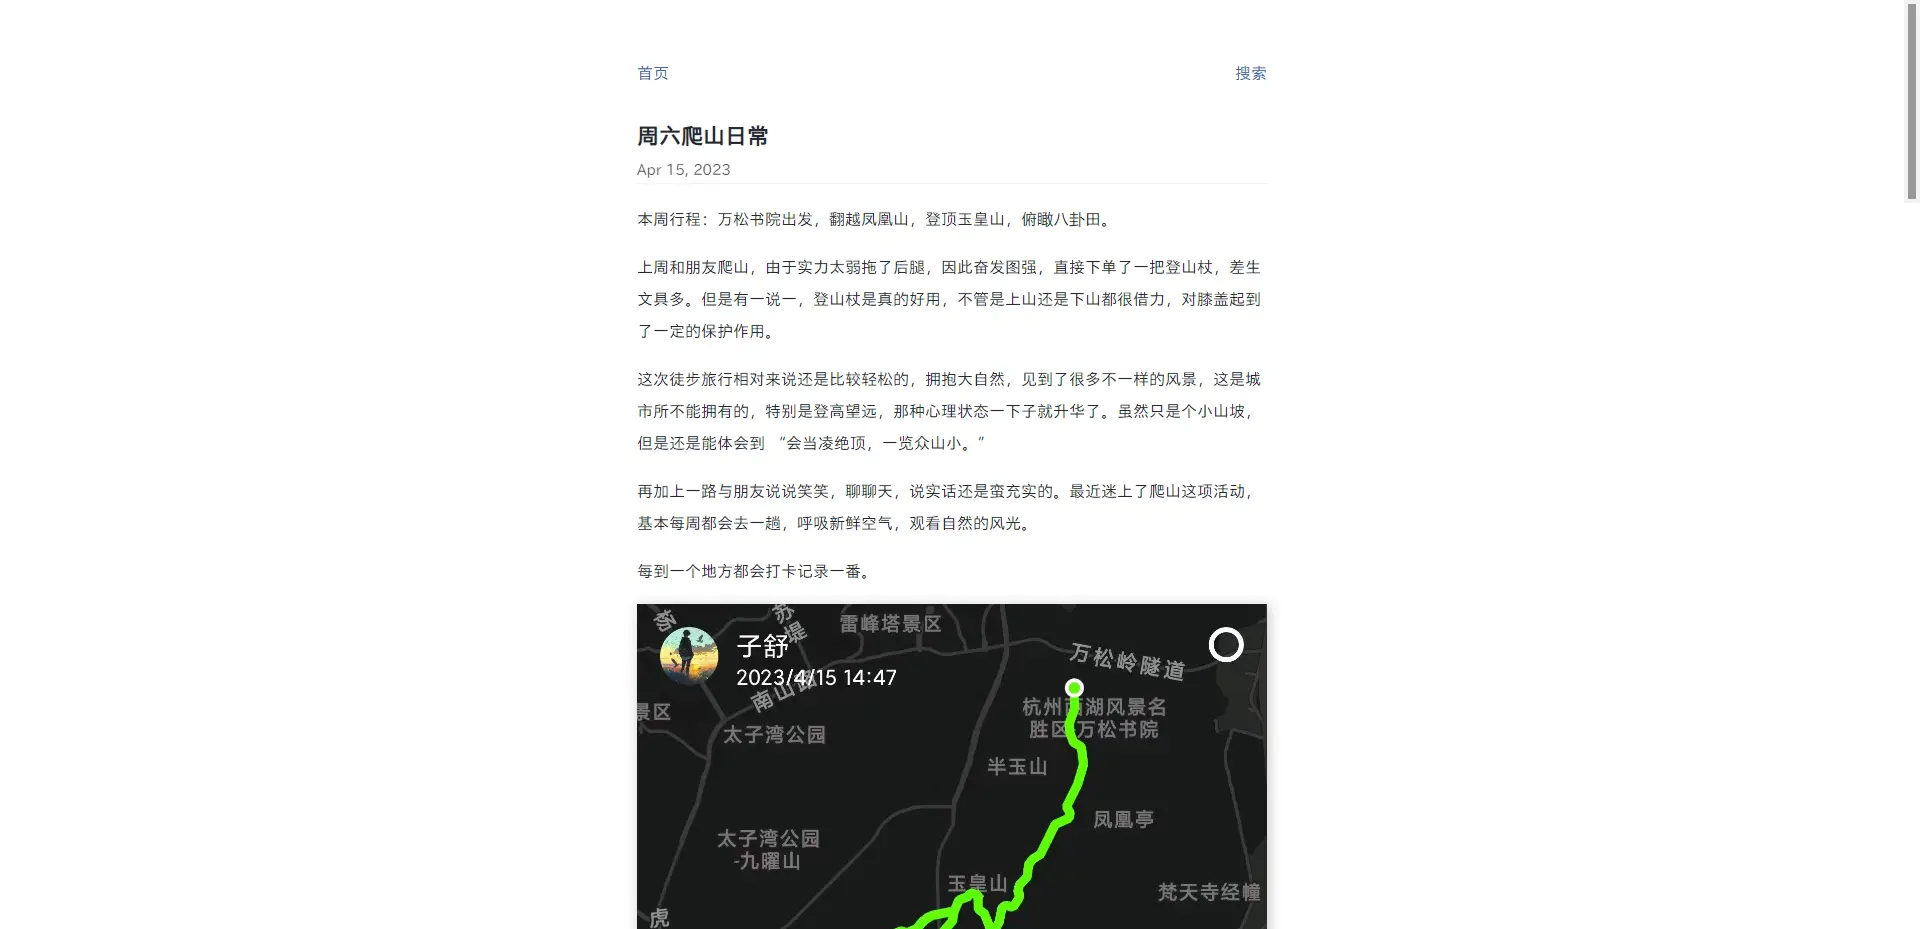 首页
搜索
周六爬山日常
Apr 15, 2023
本周行程：万松书院出发，翻越凤凰山，登顶玉皇山，俯瞰八卦田。
上周和朋友爬山，由于实力太弱拖了后腿，因此奋发图强，直接下单了一把登山杖，差生
文具多。但是有一说一，登山杖是真的好用，不管是上山还是下山都很借力，对膝盖起到
了一定的保护作用。
这次徒步旅行相对来说还是比较轻松的，拥抱大自然，见到了很多不一样的风景，这是城
市所不能拥有的，特别是登高望远，那种心理状态一下子就升华了。虽然只是个小山坡，
但是还是能体会到 “会当凌绝顶，一览众山小。”
再加上一路与朋友说说笑笑，聊聊天，说实话还是蛮充实的。最近迷上了爬山这项活动，
基本每周都会去一趟，呼吸新鲜空气，观看自然的风光。
每到一个地方都会打卡记录一番。
杨
苏堤
雷峰塔景区
子舒
2023/4/15 14:47
万松岭隧道
南山路
景区
太子湾公园
杭州西湖风景名
胜区-万松书院
半玉山
凤凰亭
太子湾公园
-九曜山
玉皇山
梵天寺经幢
虎